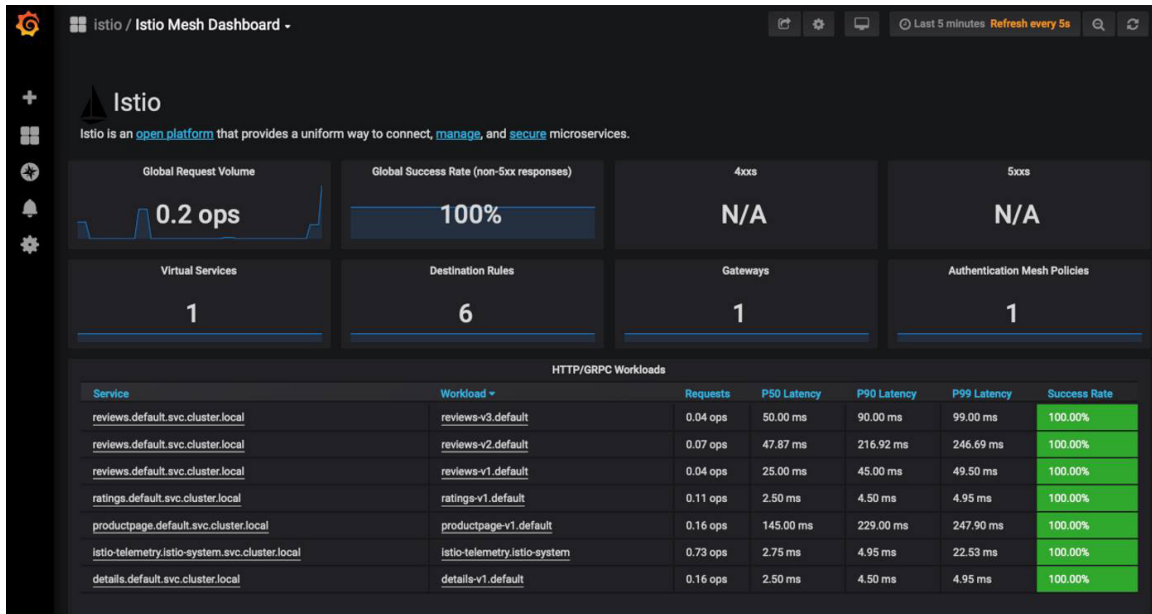 istio / Istio Mesh Dashboard
Last 5 minutes Refresh every 5s
Istio
Istio is an open platform that provides a uniform way to connect, manage, and secure microservices.
Global Request Volume
0.2 ops
Global Success Rate (non-5xx responses)
100%
4xxs
N/A
5xxs
N/A
Virtual Services
1
Destination Rules
6
Gateways
1
Authentication Mesh Policies
1
HTTP/GRPC Workloads
Service Workload Requests P50 Latency P90 Latency P99 Latency Success Rate
reviews.default.svc.cluster.local reviews-v3.default 0.04 ops 50.00 ms 90.00 ms 99.00 ms 100.00%
reviews.default.svc.cluster.local reviews-v2.default 0.07 ops 47.87 ms 216.92 ms 246.69 ms 100.00%
reviews.default.svc.cluster.local reviews-v1.default 0.04 ops 25.00 ms 45.00 ms 49.50 ms 100.00%
ratings.default.svc.cluster.local ratings-v1.default 0.11 ops 2.50 ms 4.50 ms 4.95 ms 100.00%
productpage.default.svc.cluster.local productpage-v1.default 0.16 ops 145.00 ms 229.00 ms 247.90 ms 100.00%
istio-telemetry.istio-system.svc.cluster.local istio-telemetry.istio-system 0.73 ops 2.75 ms 4.95 ms 22.53 ms 100.00%
details.default.svc.cluster.local details-v1.default 0.16 ops 2.50 ms 4.50 ms 4.95 ms 100.00%